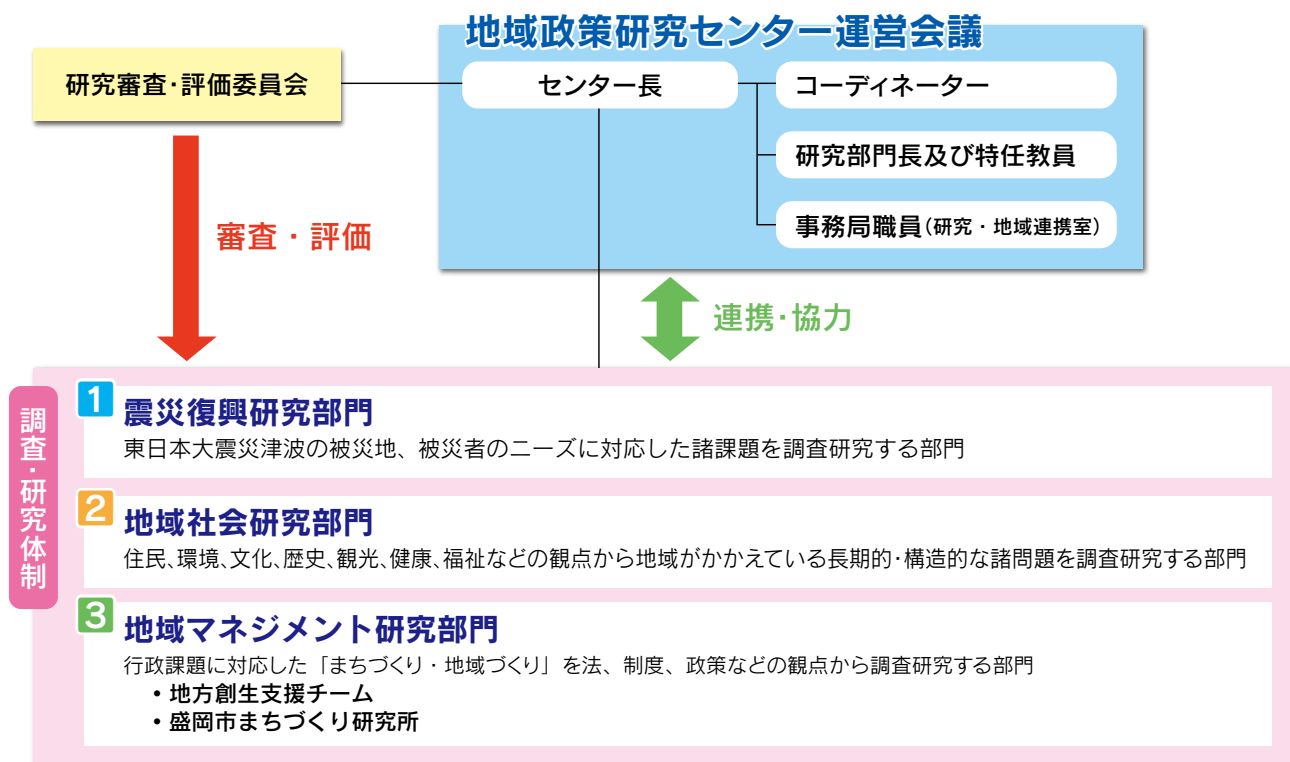 地域政策研究センター運営会議
研究審査・評価委員会
センター長
コーディネーター
研究部門長及び特任教員
事務局職員(研究・地域連携室)
審査・評価
連携・協力
調査・研究体制
1
震災復興研究部門
東日本大震災津波の被災地、被災者のニーズに対応した諸課題を調査研究する部門
2
地域社会研究部門
住民、環境、文化、歴史、観光、健康、福祉などの観点から地域がかかえている長期的・構造的な諸問題を調査研究する部門
3
地域マネジメント研究部門
行政課題に対応した「まちづくり・地域づくり」を法、制度、政策などの観点から調査研究する部門
・地方創生支援チーム
・盛岡市まちづくり研究所